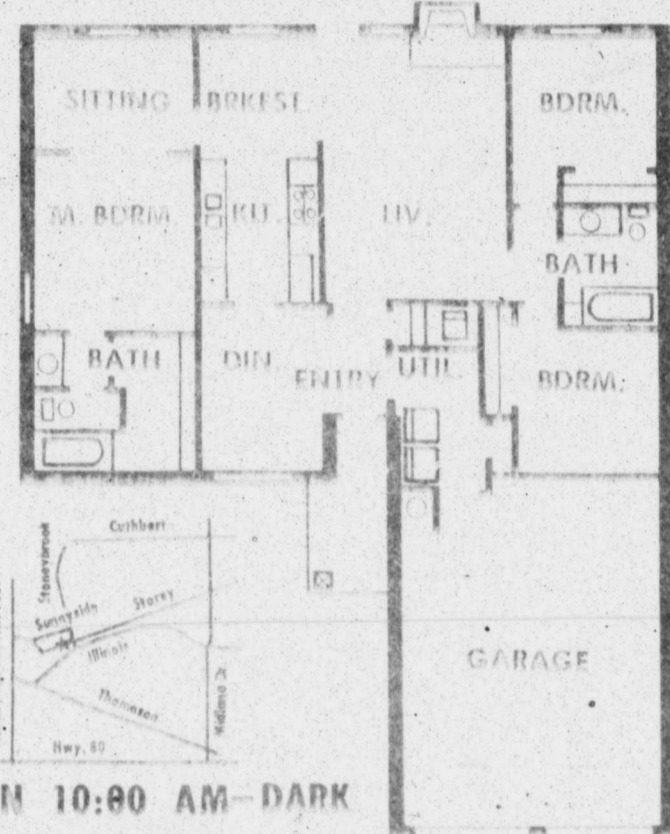 SITTING BRKFST. BDRM.
M. BDRM. KIT. LIV.
BATH
BATH DIN. ENTRY UTIL. BDRM.
Cuthbert
Stoneybrook
Sunnyside Storey
Illinois
GARAGE
Thomason
Midland Dr.
Hwy. 80
N 10:00 AM—DARK